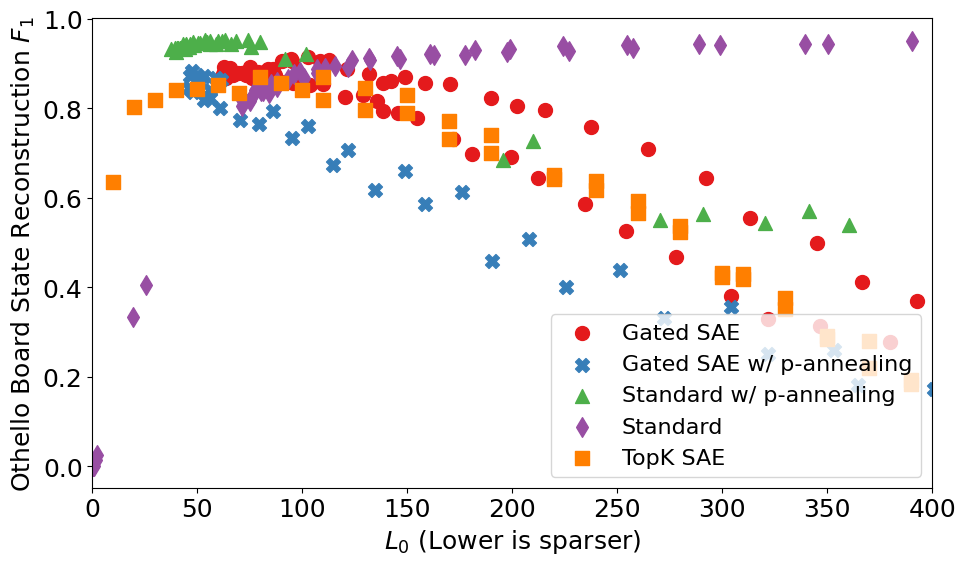 Othello Board State Reconstruction F₁
1.0
0.8
0.6
0.4
0.2
0.0
Gated SAE
Gated SAE w/ p-annealing
Standard w/ p-annealing
Standard
TopK SAE
0 50 100 150 200 250 300 350 400
L₀ (Lower is sparser)